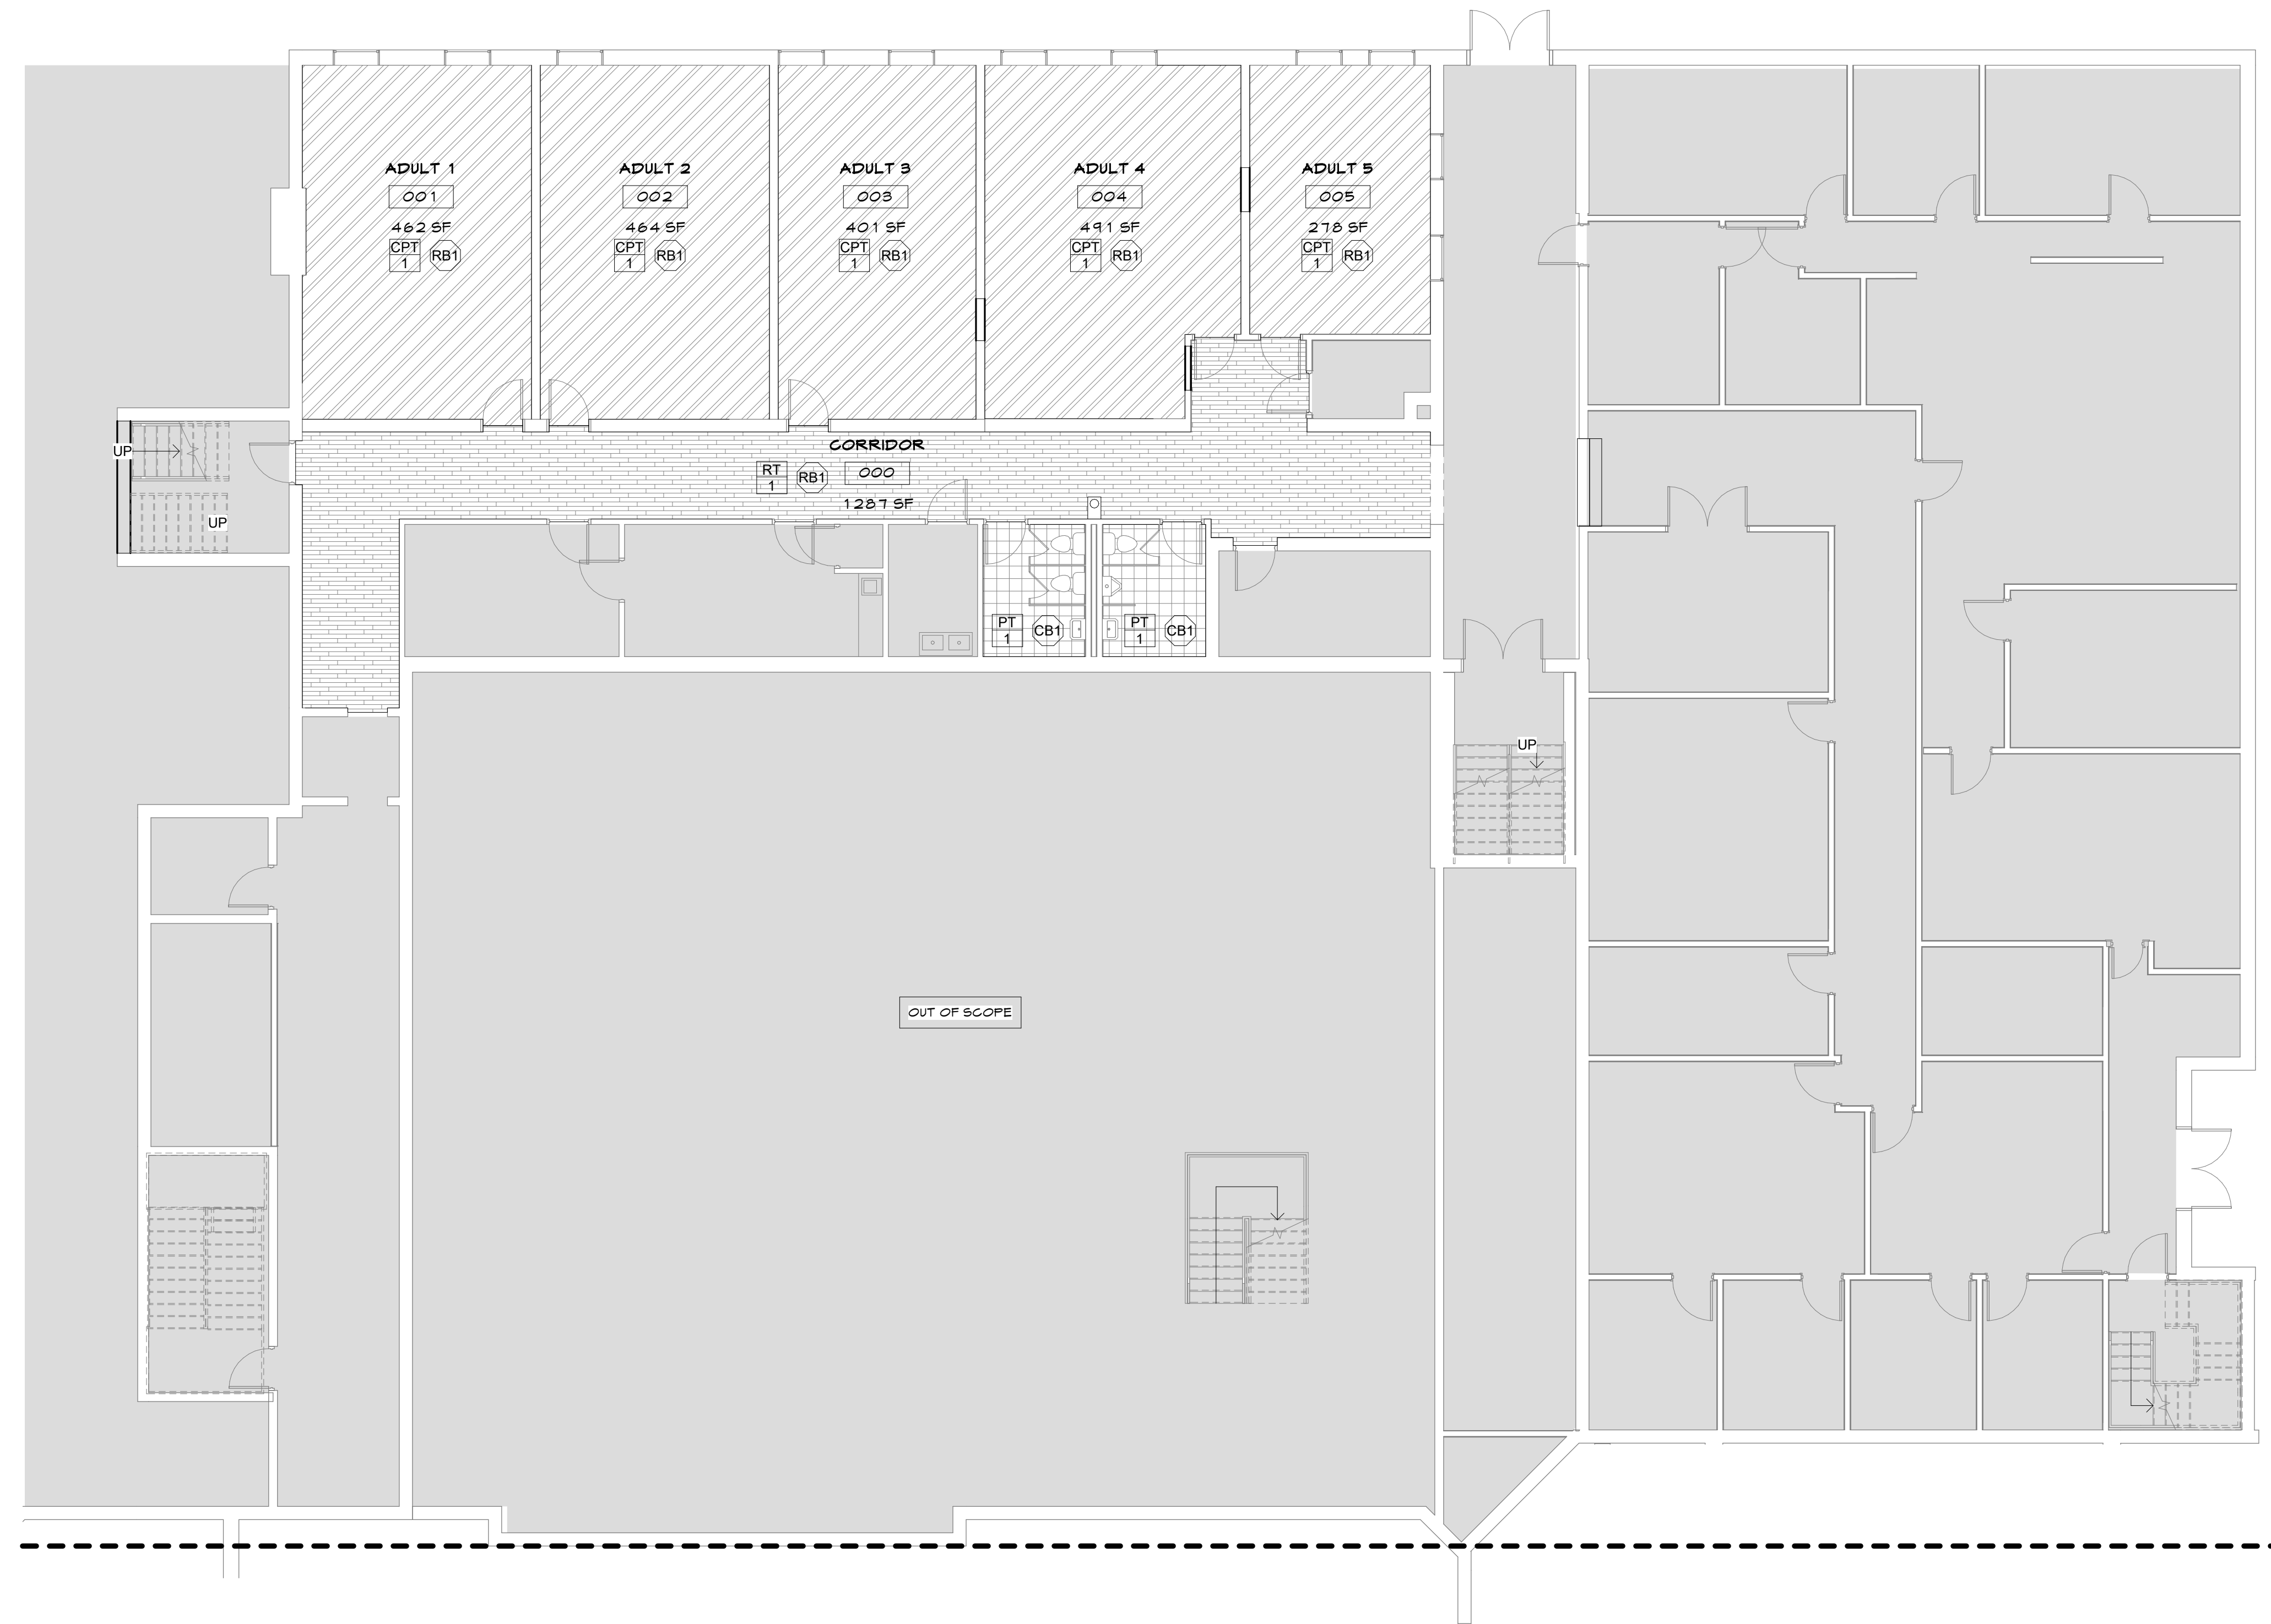 ADULT 1
001
462 SF
CPT
1
RB1
ADULT 2
002
464 SF
CPT
1
RB1
ADULT 3
003
401 SF
CPT
1
RB1
ADULT 4
004
491 SF
CPT
1
RB1
ADULT 5
005
278 SF
CPT
1
RB1
UP
UP
CORRIDOR
RT
1
RB1
000
1287 SF
PT
1
CB1
PT
1
CB1
UP
OUT OF SCOPE